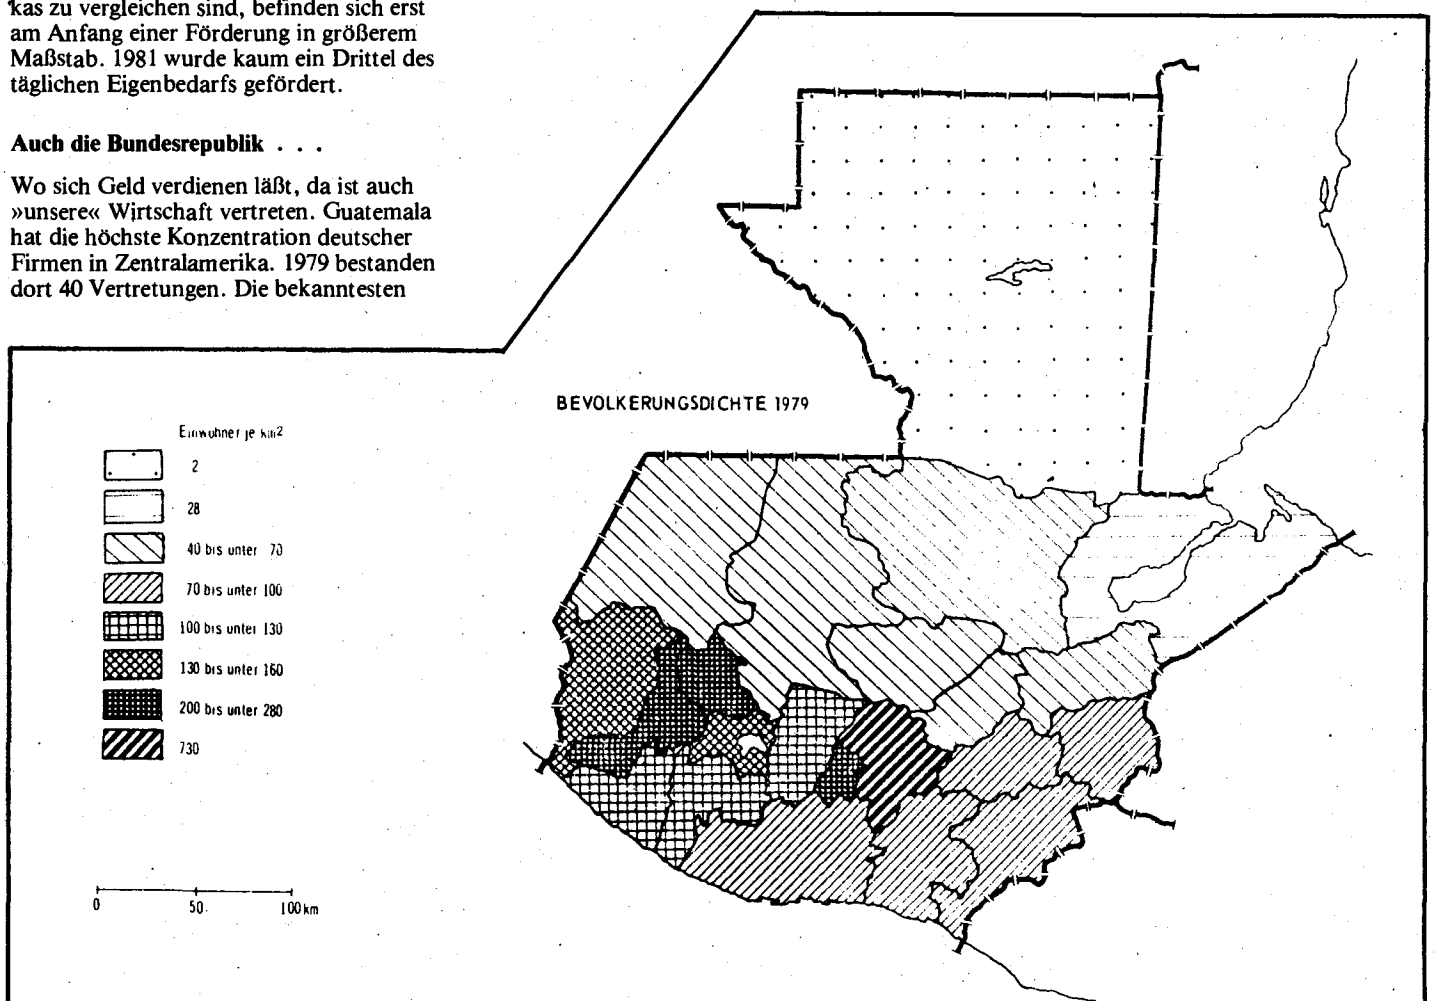 kas zu vergleichen sind, befinden sich erst
am Anfang einer Förderung in größerem
Maßstab. 1981 wurde kaum ein Drittel des
täglichen Eigenbedarfs gefördert.
Auch die Bundesrepublik . . .
Wo sich Geld verdienen läßt, da ist auch
»unsere« Wirtschaft vertreten. Guatemala
hat die höchste Konzentration deutscher
Firmen in Zentralamerika. 1979 bestanden
dort 40 Vertretungen. Die bekanntesten
BEVOLKERUNGSDICHTE 1979
Einwohner je km²
2
28
40 bis unter 70
70 bis unter 100
100 bis unter 130
130 bis unter 160
200 bis unter 280
730
0 50 100 km